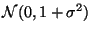 𝒩(0, 1 + σ²)